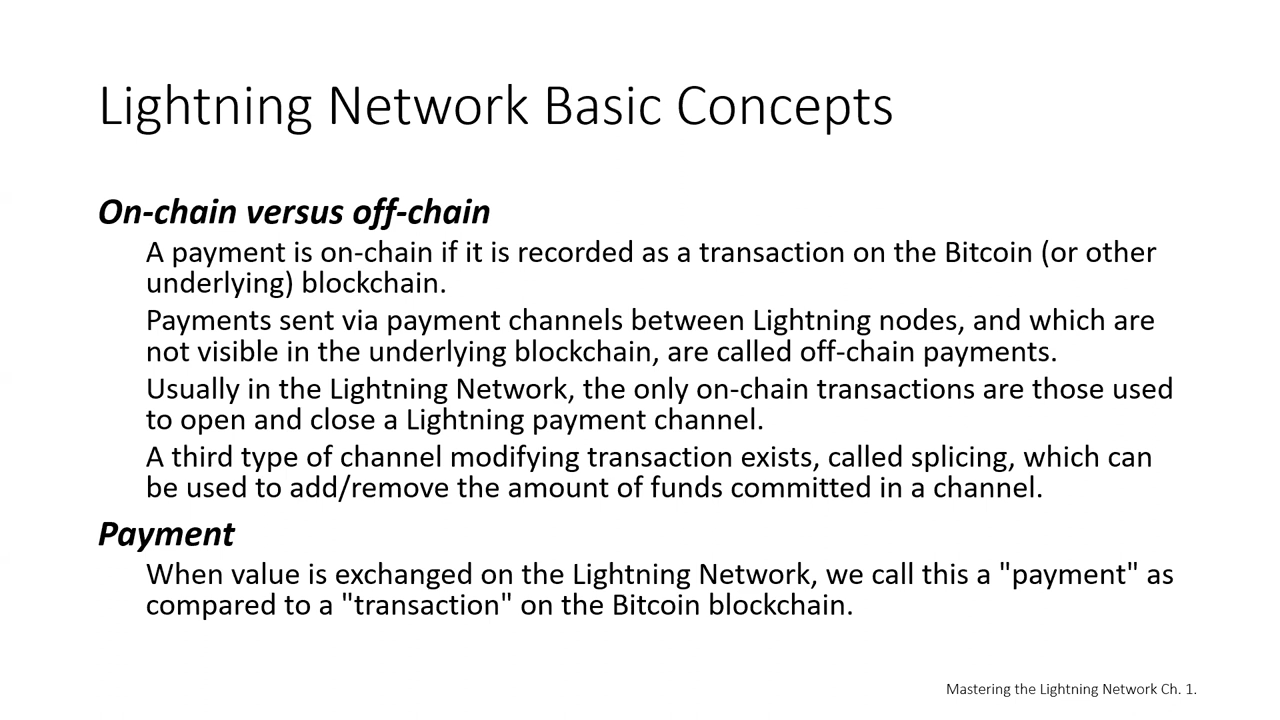 Lightning Network Basic Concepts
On-chain versus off-chain
A payment is on-chain if it is recorded as a transaction on the Bitcoin (or other
underlying) blockchain.
Payments sent via payment channels between Lightning nodes, and which are
not visible in the underlying blockchain, are called off-chain payments.
Usually in the Lightning Network, the only on-chain transactions are those used
to open and close a Lightning payment channel.
A third type of channel modifying transaction exists, called splicing, which can
be used to add/remove the amount of funds committed in a channel.
Payment
When value is exchanged on the Lightning Network, we call this a "payment" as
compared to a "transaction" on the Bitcoin blockchain.
Mastering the Lightning Network Ch. 1.